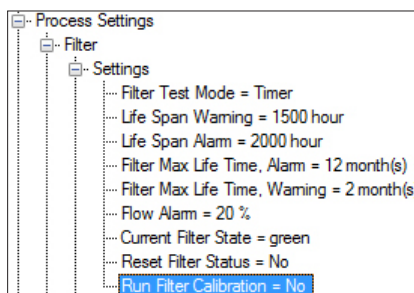 Process Settings
Filter
Settings
Filter Test Mode = Timer
Life Span Warning = 1500 hour
Life Span Alarm = 2000 hour
Filter Max Life Time, Alarm = 12 month(s)
Filter Max Life Time, Warning = 2 month(s
Flow Alarm = 20 %
Current Filter State = green
Reset Filter Status = No
Run Filter Calibration = No